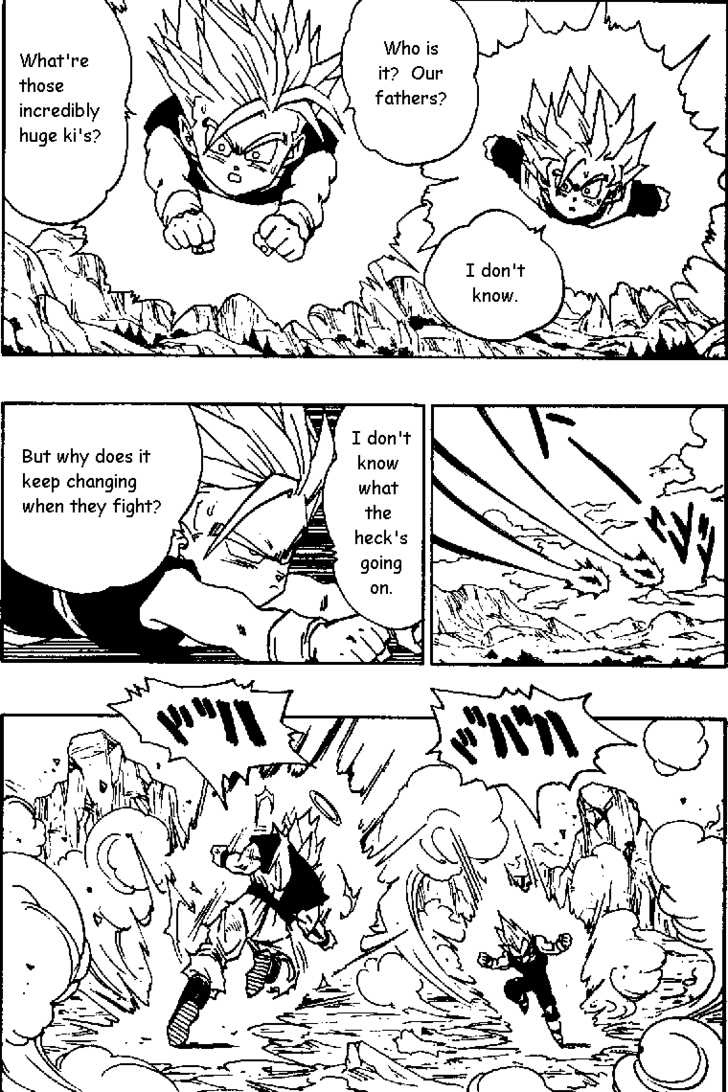 What're
those
incredibly
huge ki's?
Who is
it? Our
fathers?
I don't
know.
But why does it
keep changing
when they fight?
I don't
know
what
the
heck's
going
on.